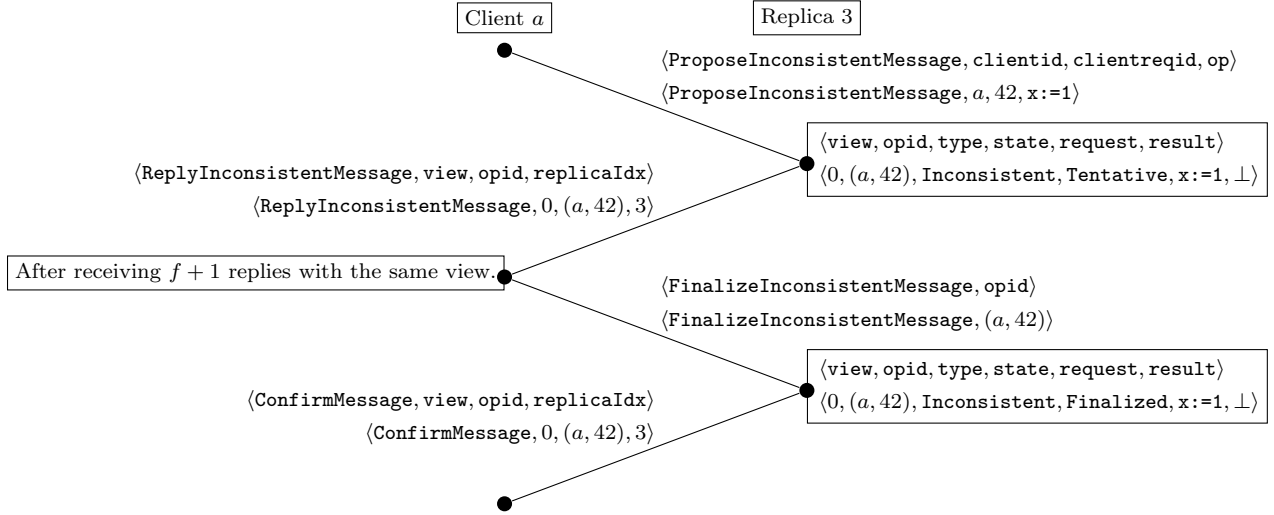 Client a
Replica 3
⟨ProposeInconsistentMessage, clientid, clientreqid, op⟩
⟨ProposeInconsistentMessage, a, 42, x:=1⟩
⟨view, opid, type, state, request, result⟩
⟨0, (a, 42), Inconsistent, Tentative, x:=1, ⊥⟩
⟨ReplyInconsistentMessage, view, opid, replicaIdx⟩
⟨ReplyInconsistentMessage, 0, (a, 42), 3⟩
After receiving f + 1 replies with the same view.
⟨FinalizeInconsistentMessage, opid⟩
⟨FinalizeInconsistentMessage, (a, 42)⟩
⟨view, opid, type, state, request, result⟩
⟨0, (a, 42), Inconsistent, Finalized, x:=1, ⊥⟩
⟨ConfirmMessage, view, opid, replicaIdx⟩
⟨ConfirmMessage, 0, (a, 42), 3⟩